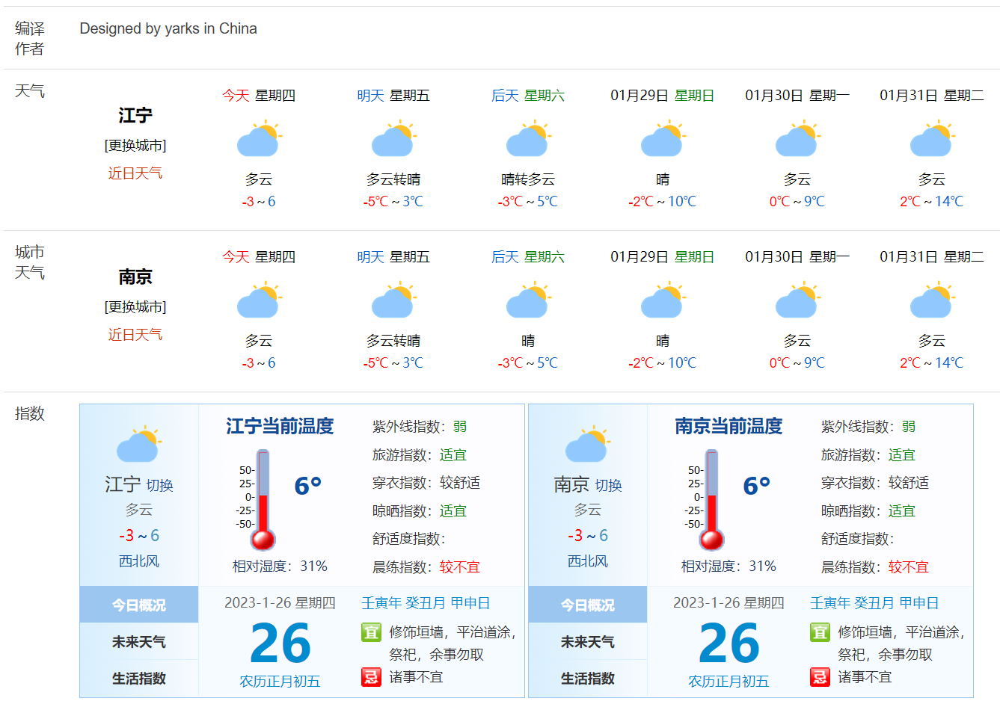 编译
作者
Designed by yarks in China
天气
江宁
[更换城市]
近日天气
今天 星期四
多云
-3 ~ 6
明天 星期五
多云转晴
-5℃ ~ 3℃
后天 星期六
晴转多云
-3℃ ~ 5℃
01月29日 星期日
晴
-2℃ ~ 10℃
01月30日 星期一
多云
0℃ ~ 9℃
01月31日 星期二
多云
2℃ ~ 14℃
城市
天气
南京
[更换城市]
近日天气
今天 星期四
多云
-3 ~ 6
明天 星期五
多云转晴
-5℃ ~ 3℃
后天 星期六
晴
-3℃ ~ 5℃
01月29日 星期日
晴
-2℃ ~ 10℃
01月30日 星期一
多云
0℃ ~ 9℃
01月31日 星期二
多云
2℃ ~ 14℃
指数
江宁 切换
多云
-3 ~ 6
西北风
江宁当前温度
50-
25-
0-
-25-
-50-
6°
相对湿度：31%
紫外线指数：弱
旅游指数：适宜
穿衣指数：较舒适
晾晒指数：适宜
舒适度指数：
晨练指数：较不宜
今日概况
未来天气
生活指数
2023-1-26 星期四
26
农历正月初五
壬寅年 癸丑月 甲申日
宜 修饰垣墙，平治道涂，
祭祀，余事勿取
忌 诸事不宜
南京 切换
多云
-3 ~ 6
西北风
南京当前温度
50-
25-
0-
-25-
-50-
6°
相对湿度：31%
紫外线指数：弱
旅游指数：适宜
穿衣指数：较舒适
晾晒指数：适宜
舒适度指数：
晨练指数：较不宜
今日概况
未来天气
生活指数
2023-1-26 星期四
26
农历正月初五
壬寅年 癸丑月 甲申日
宜 修饰垣墙，平治道涂，
祭祀，余事勿取
忌 诸事不宜